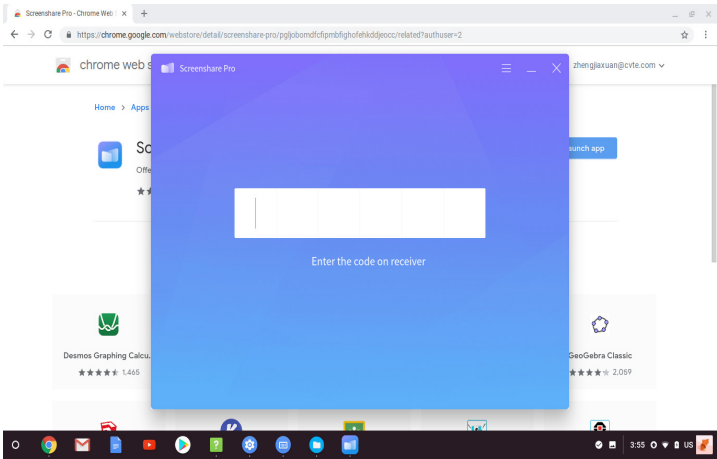 Screenshare Pro - Chrome Web
https://chrome.google.com/webstore/detail/screenshare-pro/pgljobomdfcfipmbfighofehkddjeocc/related?authuser=2
chrome web s
zhengjiaxuan@cvte.com
Screenshare Pro
Home > Apps
Sc
aunch app
Offe
Enter the code on receiver
Desmos Graphing Calcu...
GeoGebra Classic
1,465
2,059
3:55
US